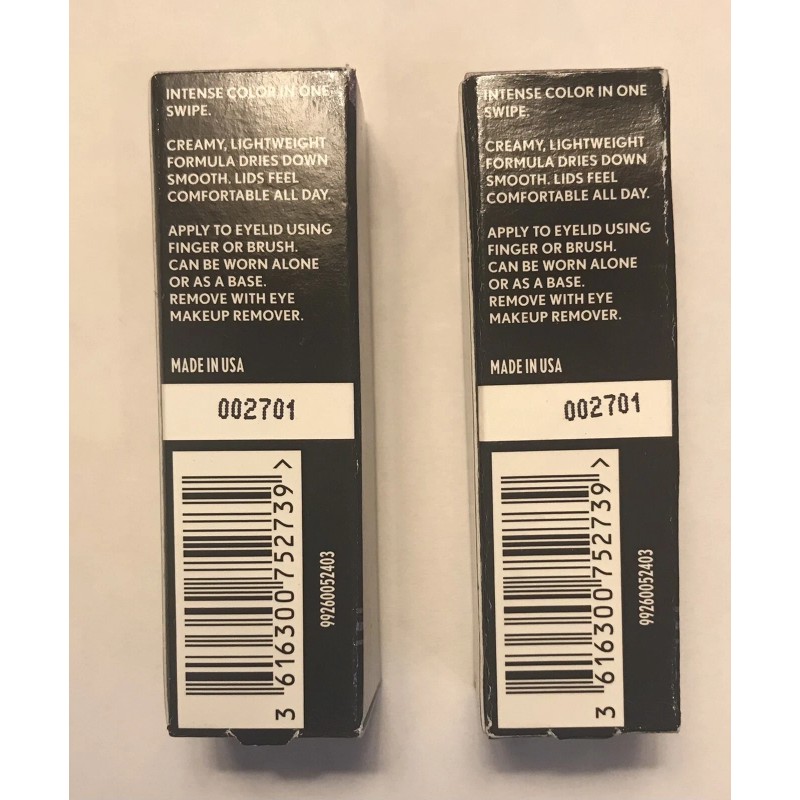 INTENSE COLOR IN ONE
SWIPE.
CREAMY, LIGHTWEIGHT
FORMULA DRIES DOWN
SMOOTH. LIDS FEEL
COMFORTABLE ALL DAY.
APPLY TO EYELID USING
FINGER OR BRUSH.
CAN BE WORN ALONE
OR AS A BASE.
REMOVE WITH EYE
MAKEUP REMOVER.
MADE IN USA
002701
3 616300 752739 >
99260052403
INTENSE COLOR IN ONE
SWIPE.
CREAMY, LIGHTWEIGHT
FORMULA DRIES DOWN
SMOOTH. LIDS FEEL
COMFORTABLE ALL DAY.
APPLY TO EYELID USING
FINGER OR BRUSH.
CAN BE WORN ALONE
OR AS A BASE.
REMOVE WITH EYE
MAKEUP REMOVER.
MADE IN USA
002701
3 616300 752739 >
99260052403